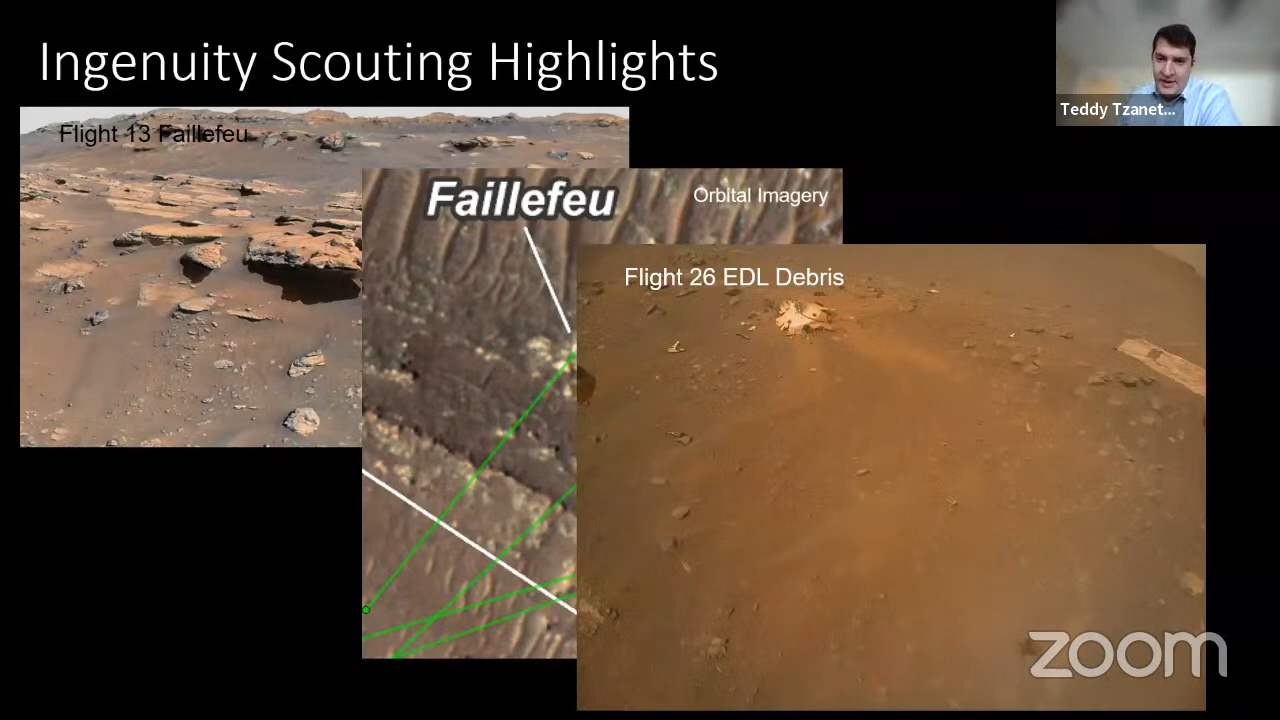 Ingenuity Scouting Highlights
Teddy Tzanet...
Flight 13 Faillefeu
Faillefeu
Orbital Imagery
Flight 26 EDL Debris
zoom